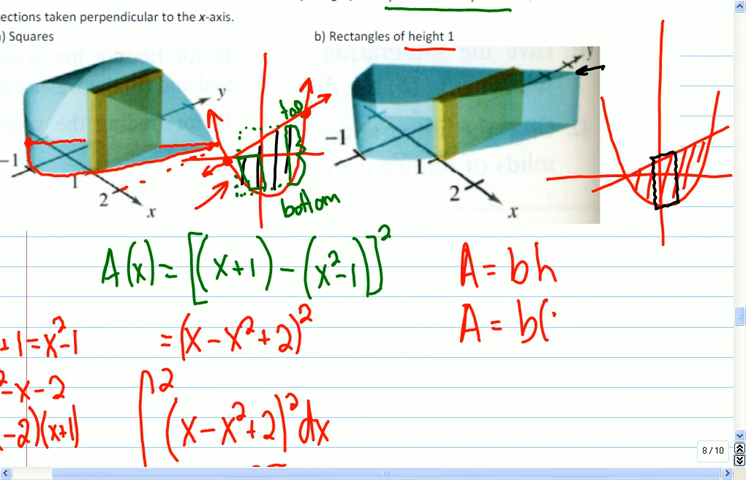 ections taken perpendicular to the x-axis.
) Squares
b) Rectangles of height 1
y
top
-1
1
2
x
bottom
-1
1
2
x
A(x) = [(x+1) - (x²-1)]²
A = bh
+1 = x²-1
= (x - x² + 2)²
A = b(
²-x-2
-2)(x+1)
2
∫ (x - x² + 2)² dx
8 / 10